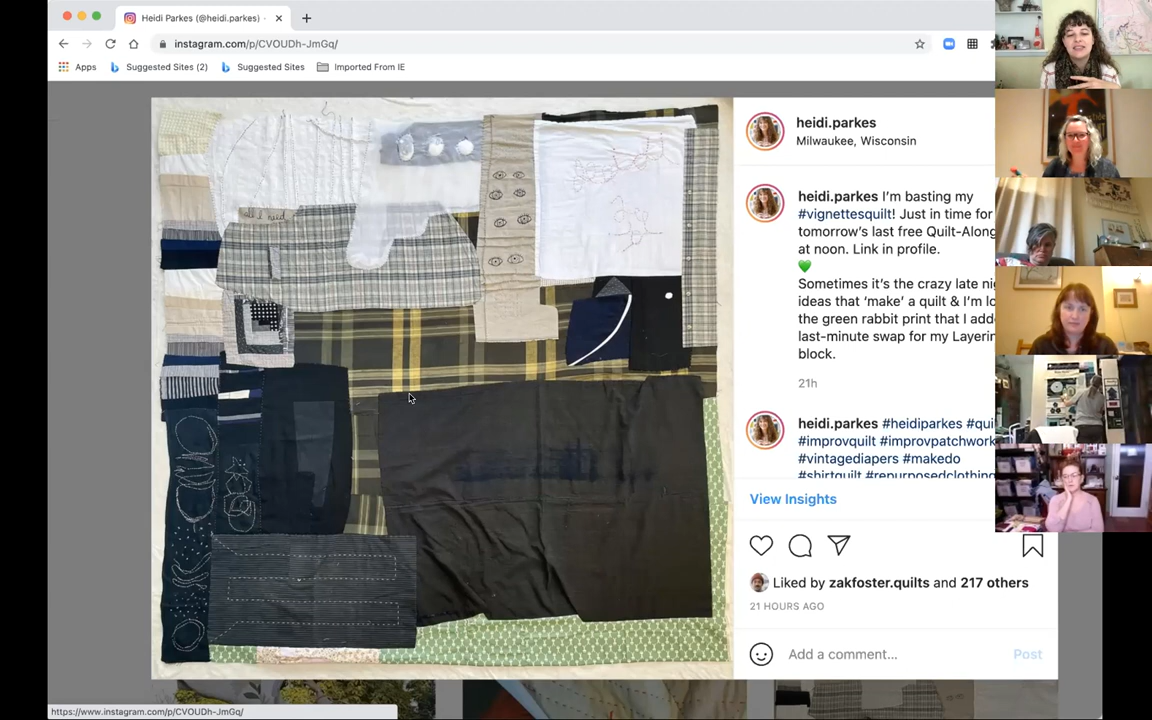 Heidi Parkes (@heidi.parkes)
instagram.com/p/CVOUDh-JmGq/
Apps
Suggested Sites (2)
Suggested Sites
Imported From IE
all I need
heidi.parkes
Milwaukee, Wisconsin
heidi.parkes I'm basting my
#vignettesquilt! Just in time for
tomorrow's last free Quilt-Along
at noon. Link in profile.
Sometimes it's the crazy late ni
ideas that 'make' a quilt & I'm lo
the green rabbit print that I add
last-minute swap for my Layerin
block.
21h
heidi.parkes #heidiparkes #qui
#improvquilt #improvpatchwork
#vintagediapers #makedo
#shirtquilt #repurposedclothing
View Insights
Liked by zakfoster.quilts and 217 others
21 HOURS AGO
Add a comment...
Post
https://www.instagram.com/p/CVOUDh-JmGq/